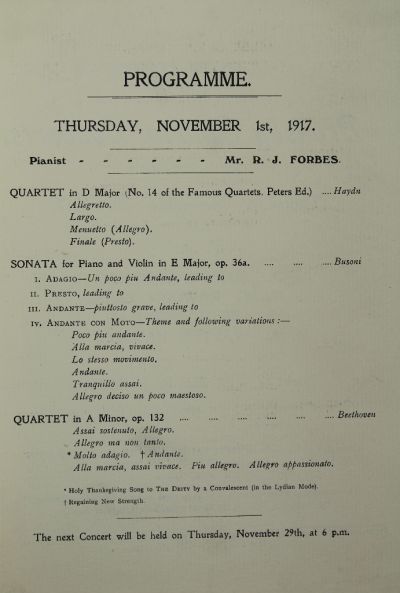 PROGRAMME.
THURSDAY, NOVEMBER 1st, 1917.
Pianist - - - - - - Mr. R. J. FORBES.
QUARTET in D Major (No. 14 of the Famous Quartets. Peters Ed.) .... Haydn
Allegretto.
Largo.
Menuetto (Allegro).
Finale (Presto).
SONATA for Piano and Violin in E Major, op. 36a. .... .... .... Busoni
I. ADAGIO—Un poco piu Andante, leading to
II. PRESTO, leading to
III. ANDANTE—piuttosto grave, leading to
IV. ANDANTE CON MOTO—Theme and following variations :—
Poco piu andante.
Alla marcia, vivace.
Lo stesso movimento.
Andante.
Tranquillo assai.
Allegro deciso un poco maestoso.
QUARTET in A Minor, op. 132 .... .... .... .... .... Beethoven
Assai sostenuto, Allegro.
Allegro ma non tanto.
* Molto adagio. † Andante.
Alla marcia, assai vivace. Piu allegro. Allegro appassionato.
* Holy Thanksgiving Song to THE DEITY by a Convalescent (in the Lydian Mode).
† Regaining New Strength.
The next Concert will be held on Thursday, November 29th, at 6 p.m.